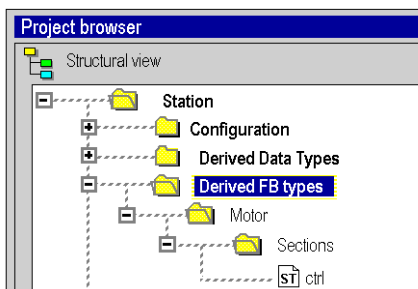 Project browser
Structural view
Station
Configuration
Derived Data Types
Derived FB types
Motor
Sections
ST ctrl